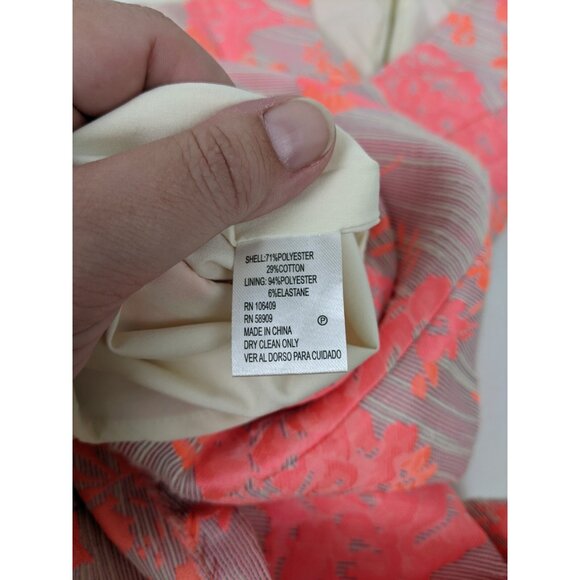 SHELL:71%POLYESTER
29%COTTON
LINING: 94%POLYESTER
6%ELASTANE
RN 106409
RN 58909
MADE IN CHINA Ⓟ
DRY CLEAN ONLY
VER AL DORSO PARA CUIDADO